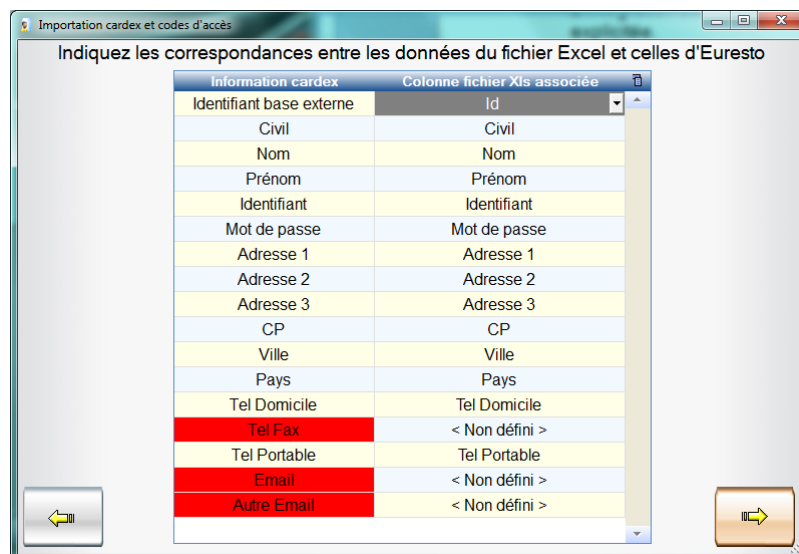 Importation cardex et codes d'accès
explicites
Indiquez les correspondances entre les données du fichier Excel et celles d'Euresto
Information cardex Colonne fichier Xls associée
Identifiant base externe Id
Civil Civil
Nom Nom
Prénom Prénom
Identifiant Identifiant
Mot de passe Mot de passe
Adresse 1 Adresse 1
Adresse 2 Adresse 2
Adresse 3 Adresse 3
CP CP
Ville Ville
Pays Pays
Tel Domicile Tel Domicile
Tel Fax < Non défini >
Tel Portable Tel Portable
Email < Non défini >
Autre Email < Non défini >